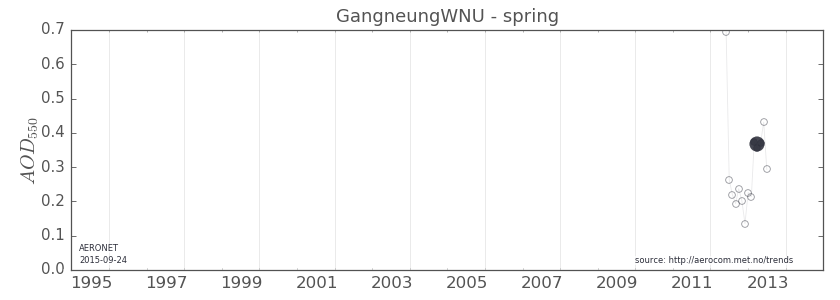 GangneungWNU - spring
0.7
0.6
0.5
0.4
0.3
0.2
0.1
0.0
AOD550
AERONET
2015-09-24
source: http://aerocom.met.no/trends
1995 1997 1999 2001 2003 2005 2007 2009 2011 2013